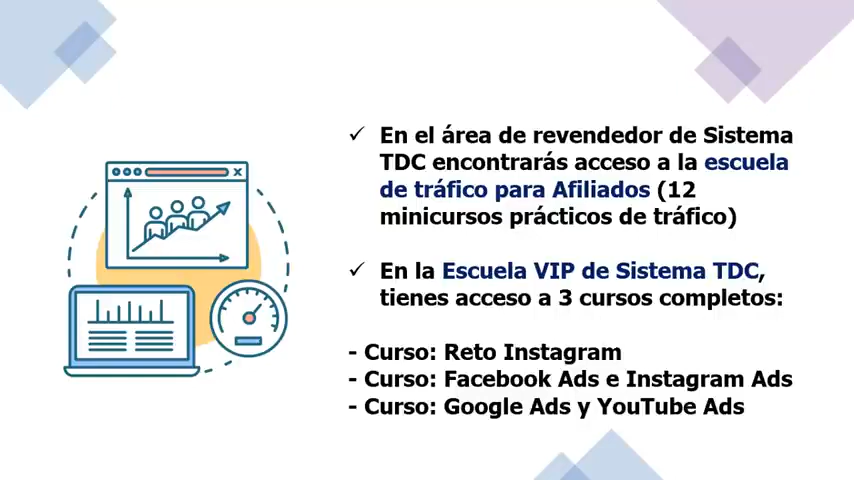 ✓ En el área de revendedor de Sistema
TDC encontrarás acceso a la escuela
de tráfico para Afiliados (12
minicursos prácticos de tráfico)
✓ En la Escuela VIP de Sistema TDC,
tienes acceso a 3 cursos completos:
- Curso: Reto Instagram
- Curso: Facebook Ads e Instagram Ads
- Curso: Google Ads y YouTube Ads